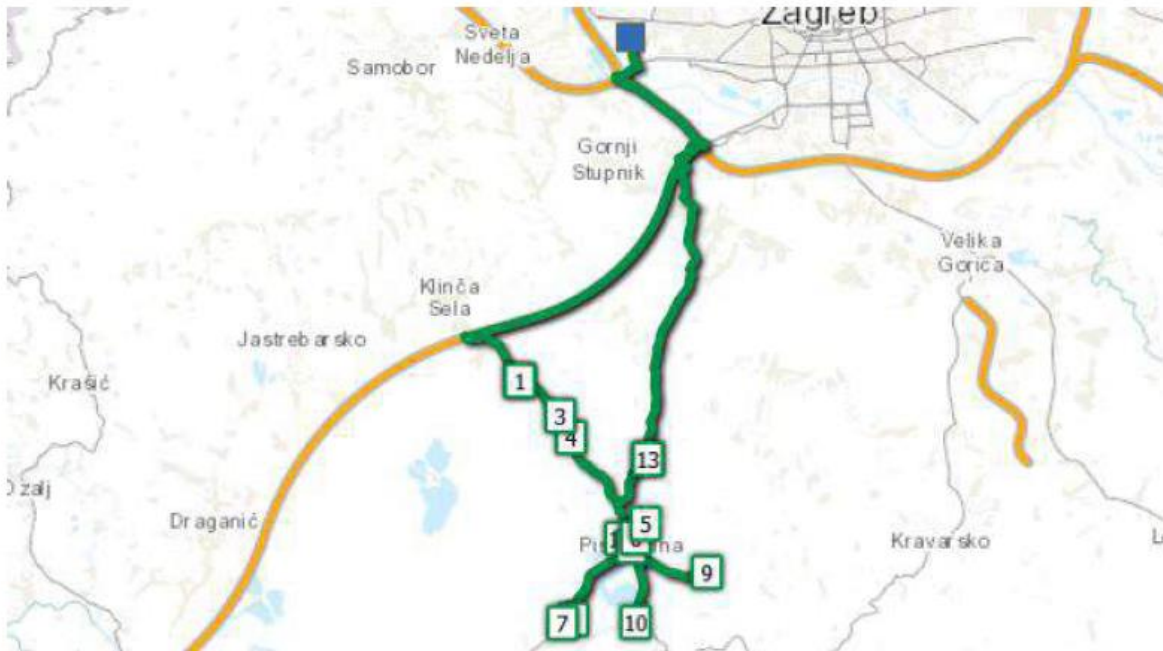 Zagreb
Sveta
Nedelja
Samobor
Gornji
Stupnik
Velika
Gorica
Klinča
Sela
Jastrebarsko
Krašić
1
3
4
13
Draganić
5
Kravarsko
9
7
10